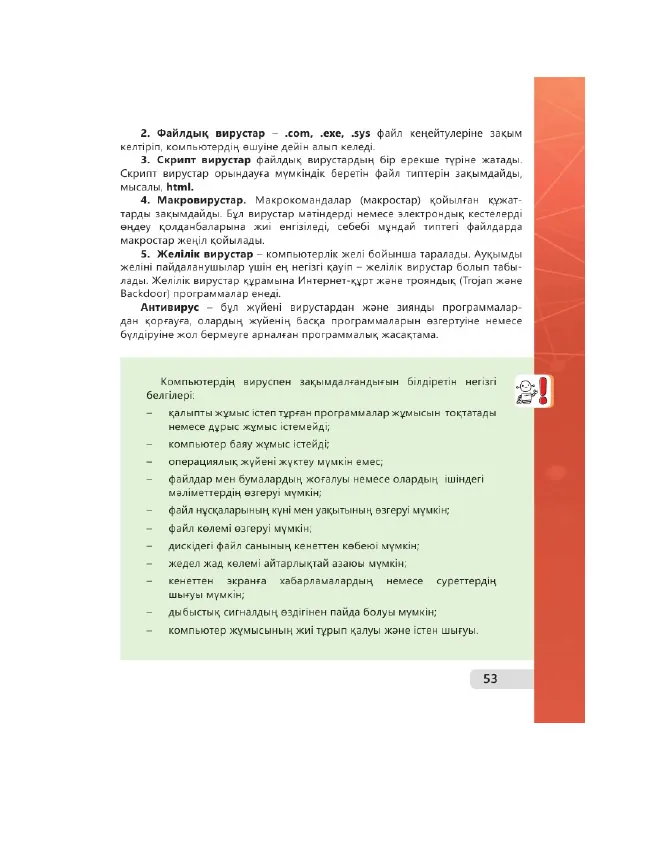 2. Файлдық вирустар – .com, .exe, .sys файл кеңейтулеріне зақым
келтіріп, компьютердің өшуіне дейін алып келеді.
3. Скрипт вирустар файлдық вирустардың бір ерекше түріне жатады.
Скрипт вирустар орындауға мүмкіндік беретін файл типтерін зақымдайды,
мысалы, html.
4. Макровирустар. Макрокомандалар (макростар) қойылған құжат-
тарды зақымдайды. Бұл вирустар мәтіндерді немесе электрондық кестелерді
өңдеу қолданбаларына жиі енгізіледі, себебі мұндай типтегі файлдарда
макростар жеңіл қойылады.
5. Желілік вирустар – компьютерлік желі бойынша таралады. Ауқымды
желіні пайдаланушылар үшін ең негізгі қауіп – желілік вирустар болып табы-
лады. Желілік вирустар құрамына Интернет-құрт және трояндық (Trojan және
Backdoor) программалар енеді.
Антивирус – бұл жүйені вирустардан және зиянды программалар-
дан қорғауға, олардың жүйенің басқа программаларын өзгертуіне немесе
бүлдіруіне жол бермеуге арналған программалық жасақтама.
Компьютердің вируспен зақымдалғандығын білдіретін негізгі
белгілері:
– қалыпты жұмыс істеп тұрған программалар жұмысын тоқтатады
немесе дұрыс жұмыс істемейді;
– компьютер баяу жұмыс істейді;
– операциялық жүйені жүктеу мүмкін емес;
– файлдар мен бумалардың жоғалуы немесе олардың ішіндегі
мәліметтердің өзгеруі мүмкін;
– файл нұсқаларының күні мен уақытының өзгеруі мүмкін;
– файл көлемі өзгеруі мүмкін;
– дискідегі файл санының кенеттен көбеюі мүмкін;
– жедел жад көлемі айтарлықтай азаюы мүмкін;
– кенеттен экранға хабарламалардың немесе суреттердің
шығуы мүмкін;
– дыбыстық сигналдың өздігінен пайда болуы мүмкін;
– компьютер жұмысының жиі тұрып қалуы және істен шығуы.
53